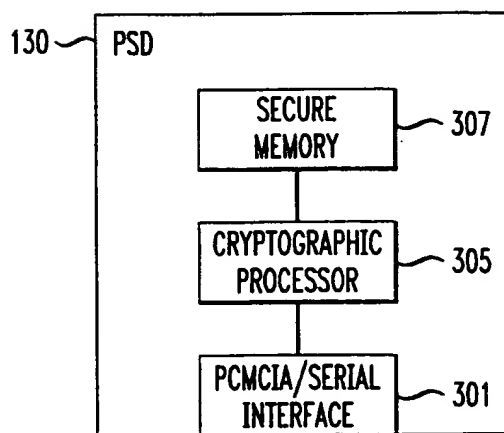 130 PSD
SECURE
MEMORY
307
CRYPTOGRAPHIC
PROCESSOR
305
PCMCIA/SERIAL
INTERFACE
301